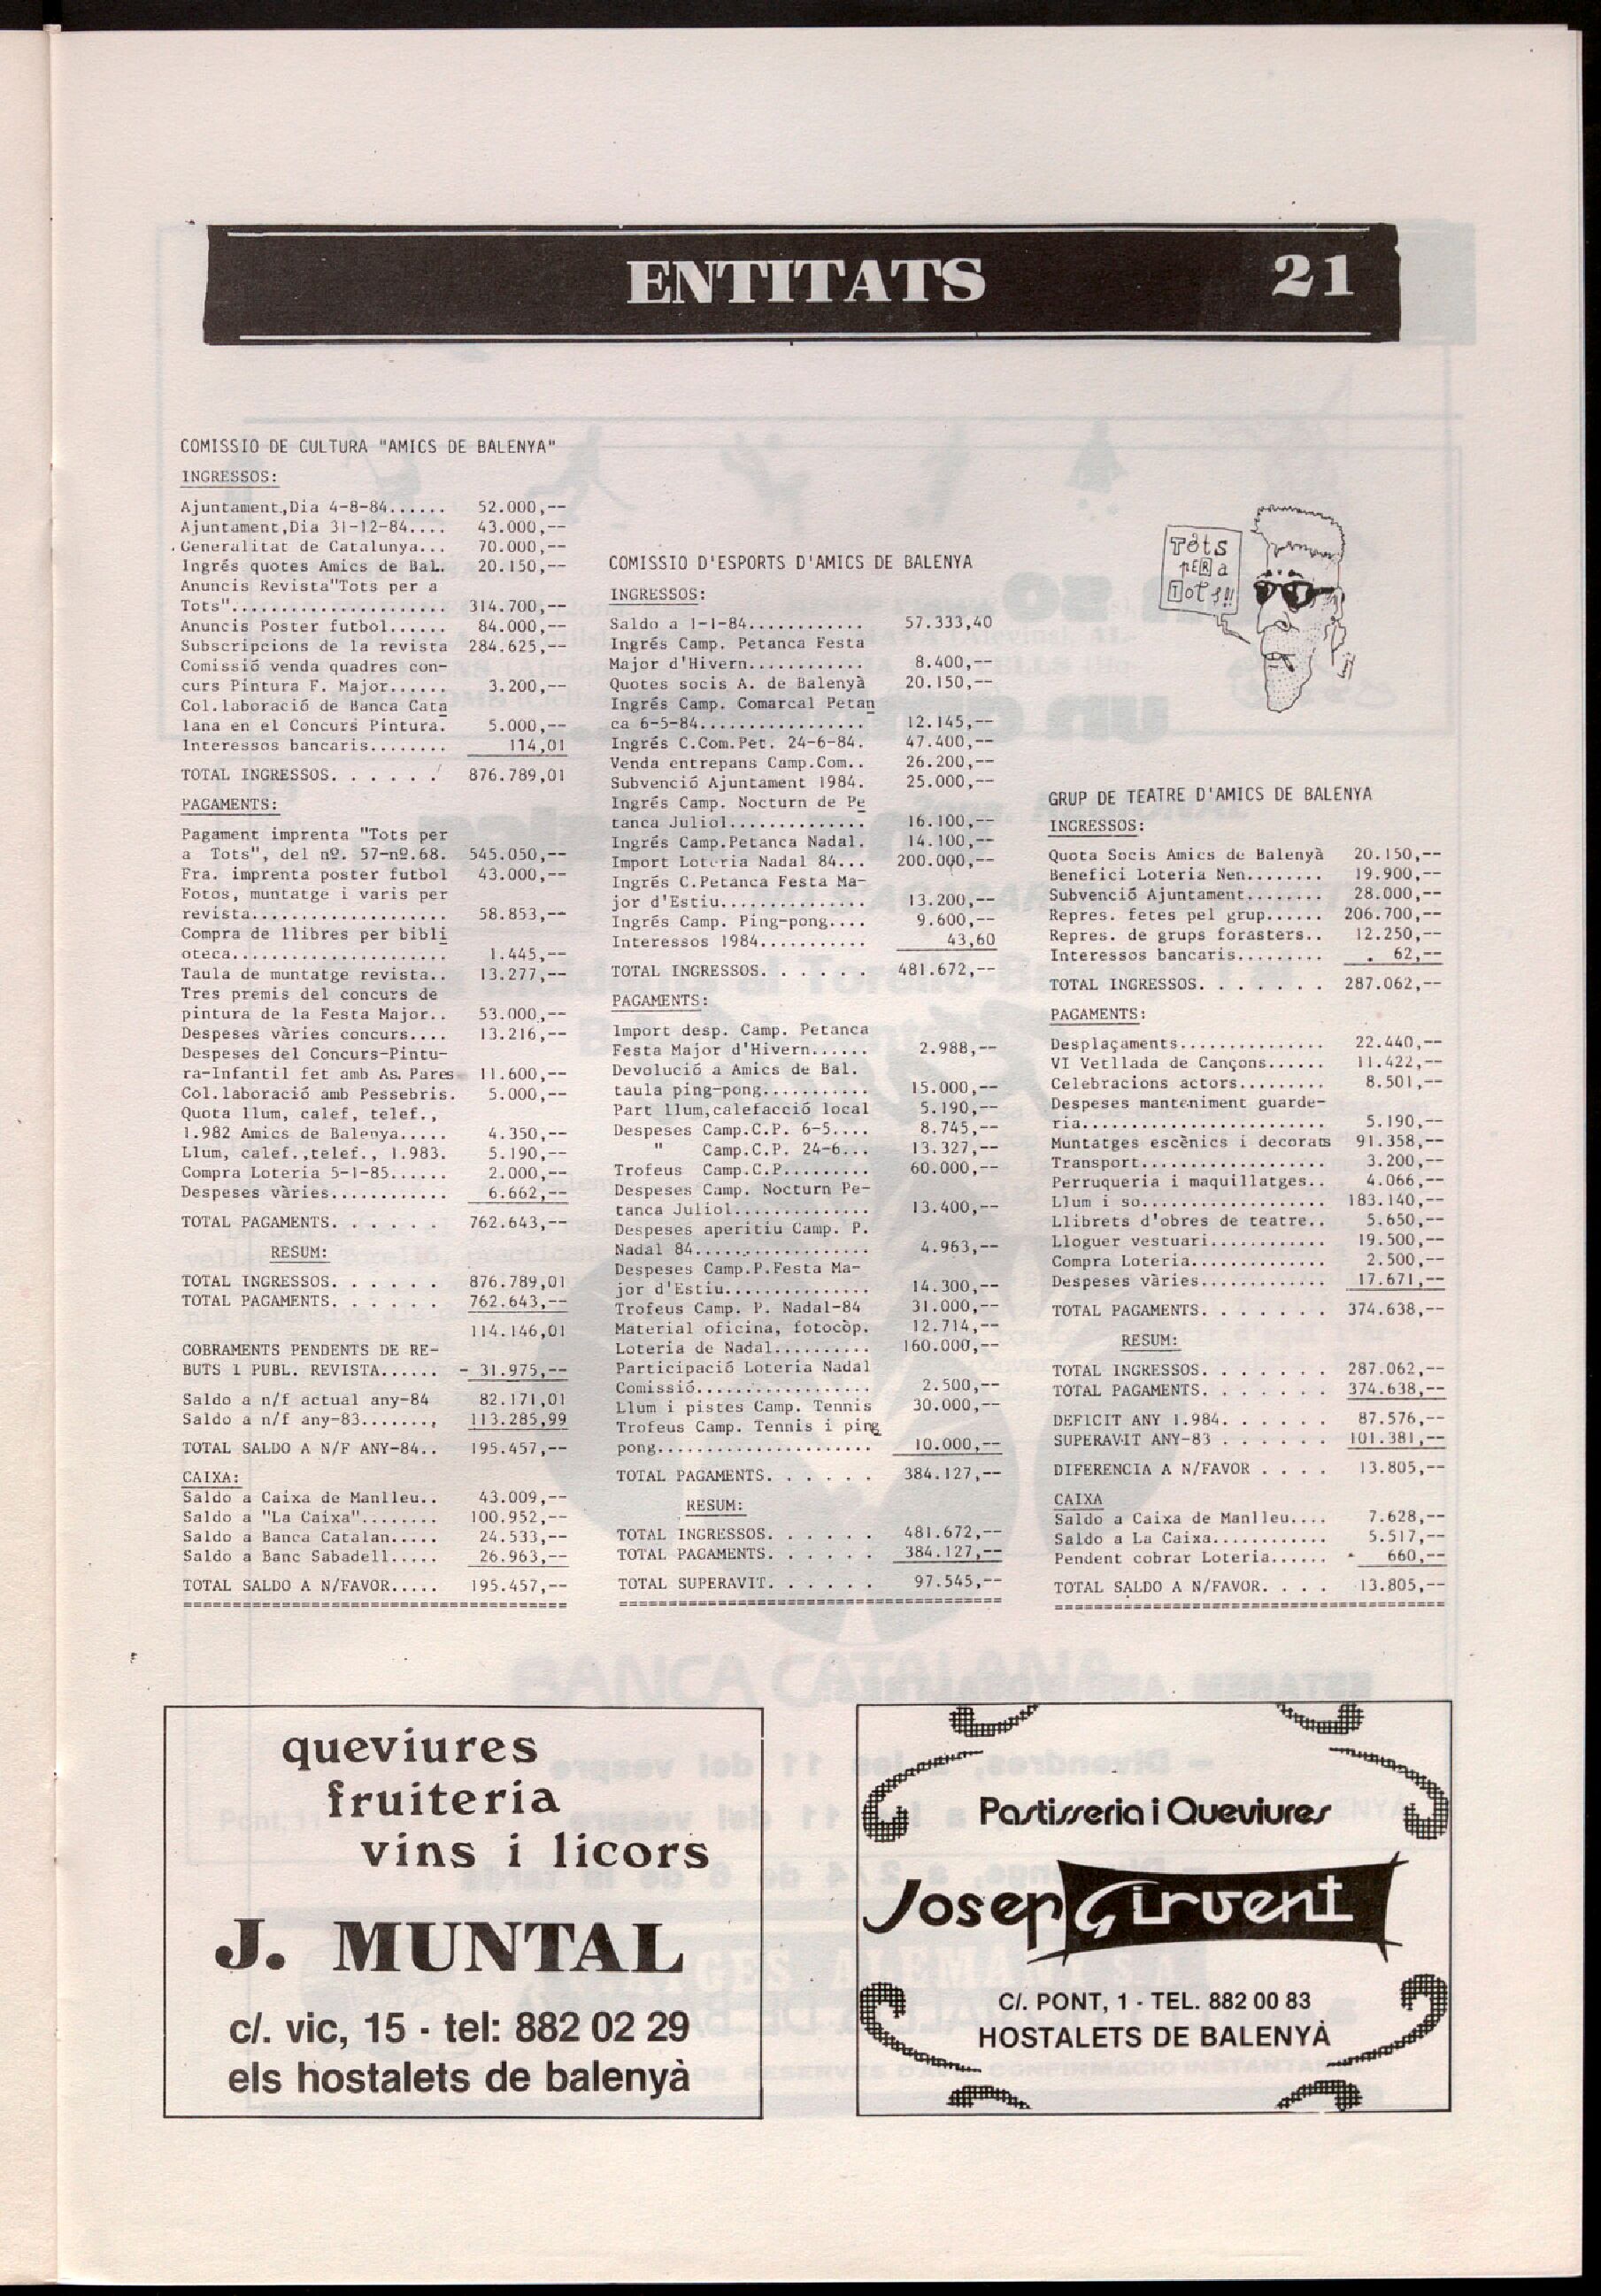 ENTITATS 21
COMISSIO DE CULTURA "AMICS DE BALENYA"
INGRESSOS:
Ajuntament,Dia 4-8-84...... 52.000,--
Ajuntament,Dia 31-12-84.... 43.000,--
Generalitat de Catalunya... 70.000,--
Ingrés quotes Amics de Bal. 20.150,--
Anuncis Revista"Tots per a
Tots"...................... 314.700,--
Anuncis Poster futbol...... 84.000,--
Subscripcions de la revista 284.625,--
Comissió venda quadres con-
curs Pintura F. Major...... 3.200,--
Col.laboració de Banca Cata
lana en el Concurs Pintura. 5.000,--
Interessos bancaris........ 114,01
TOTAL INGRESSOS. . . . . . 876.789,01
PAGAMENTS:
Pagament imprenta "Tots per
a Tots", del nº. 57-nº.68. 545.050,--
Fra. imprenta poster futbol 43.000,--
Fotos, muntatge i varis per
revista.................... 58.853,--
Compra de llibres per bibli
oteca...................... 1.445,--
Taula de muntatge revista.. 13.277,--
Tres premis del concurs de
pintura de la Festa Major.. 53.000,--
Despeses vàries concurs.... 13.216,--
Despeses del Concurs-Pintu-
ra-Infantil fet amb As. Pares 11.600,--
Col.laboració amb Pessebris. 5.000,--
Quota llum, calef, telef.,
1.982 Amics de Balenya..... 4.350,--
Llum, calef.,telef., 1.983. 5.190,--
Compra Loteria 5-1-85...... 2.000,--
Despeses vàries............ 6.662,--
TOTAL PAGAMENTS. . . . . . 762.643,--
RESUM:
TOTAL INGRESSOS. . . . . . 876.789,01
TOTAL PAGAMENTS. . . . . . 762.643,--
114.146,01
COBRAMENTS PENDENTS DE RE-
BUTS I PUBL. REVISTA...... - 31.975,--
Saldo a n/f actual any-84 82.171,01
Saldo a n/f any-83......., 113.285,99
TOTAL SALDO A N/F ANY-84.. 195.457,--
CAIXA:
Saldo a Caixa de Manlleu.. 43.009,--
Saldo a "La Caixa"........ 100.952,--
Saldo a Banca Catalan..... 24.533,--
Saldo a Banc Sabadell..... 26.963,--
TOTAL SALDO A N/FAVOR..... 195.457,--
COMISSIO D'ESPORTS D'AMICS DE BALENYA
INGRESSOS:
Saldo a 1-1-84............ 57.333,40
Ingrés Camp. Petanca Festa
Major d'Hivern............ 8.400,--
Quotes socis A. de Balenyà 20.150,--
Ingrés Camp. Comarcal Petan
ca 6-5-84................. 12.145,--
Ingrés C.Com.Pet. 24-6-84. 47.400,--
Venda entrepans Camp.Com.. 26.200,--
Subvenció Ajuntament 1984. 25.000,--
Ingrés Camp. Nocturn de Pe
tanca Juliol.............. 16.100,--
Ingrés Camp.Petanca Nadal. 14.100,--
Import Loteria Nadal 84... 200.000,--
Ingrés C.Petanca Festa Ma-
jor d'Estiu............... 13.200,--
Ingrés Camp. Ping-pong.... 9.600,--
Interessos 1984........... 43,60
TOTAL INGRESSOS. . . . . . 481.672,--
PAGAMENTS:
Import desp. Camp. Petanca
Festa Major d'Hivern...... 2.988,--
Devolució a Amics de Bal.
taula ping-pong........... 15.000,--
Part llum,calefacció local 5.190,--
Despeses Camp.C.P. 6-5.... 8.745,--
" Camp.C.P. 24-6... 13.327,--
Trofeus Camp.C.P......... 60.000,--
Despeses Camp. Nocturn Pe-
tanca Juliol.............. 13.400,--
Despeses aperitiu Camp. P.
Nadal 84.................. 4.963,--
Despeses Camp.P.Festa Ma-
jor d'Estiu............... 14.300,--
Trofeus Camp. P. Nadal-84 31.000,--
Material oficina, fotocòp. 12.714,--
Loteria de Nadal.......... 160.000,--
Participació Loteria Nadal
Comissió.................. 2.500,--
Llum i pistes Camp. Tennis 30.000,--
Trofeus Camp. Tennis i ping
pong...................... 10.000,--
TOTAL PAGAMENTS. . . . . . 384.127,--
RESUM:
TOTAL INGRESSOS. . . . . . 481.672,--
TOTAL PAGAMENTS. . . . . . 384.127,--
TOTAL SUPERAVIT. . . . . . 97.545,--
Tots
PER a
Tots!!
GRUP DE TEATRE D'AMICS DE BALENYA
INGRESSOS:
Quota Socis Amics de Balenyà 20.150,--
Benefici Loteria Nen........ 19.900,--
Subvenció Ajuntament........ 28.000,--
Repres. fetes pel grup...... 206.700,--
Repres. de grups forasters.. 12.250,--
Interessos bancaris......... 62,--
TOTAL INGRESSOS. . . . . . . 287.062,--
PAGAMENTS:
Desplaçaments............... 22.440,--
VI Vetllada de Cançons...... 11.422,--
Celebracions actors......... 8.501,--
Despeses manteniment guarde-
ria......................... 5.190,--
Muntatges escènics i decorats 91.358,--
Transport................... 3.200,--
Perruqueria i maquillatges.. 4.066,--
Llum i so................... 183.140,--
Llibrets d'obres de teatre.. 5.650,--
Lloguer vestuari............ 19.500,--
Compra Loteria.............. 2.500,--
Despeses vàries............. 17.671,--
TOTAL PAGAMENTS. . . . . . . 374.638,--
RESUM:
TOTAL INGRESSOS. . . . . . . 287.062,--
TOTAL PAGAMENTS. . . . . . . 374.638,--
DEFICIT ANY 1.984. . . . . . 87.576,--
SUPERAVIT ANY-83 . . . . . . 101.381,--
DIFERENCIA A N/FAVOR . . . . 13.805,--
CAIXA
Saldo a Caixa de Manlleu.... 7.628,--
Saldo a La Caixa............ 5.517,--
Pendent cobrar Loteria...... 660,--
TOTAL SALDO A N/FAVOR. . . . 13.805,--
queviures
fruiteria
vins i licors
J. MUNTAL
c/. vic, 15 - tel: 882 02 29
els hostalets de balenyà
Pastisseria i Queviures
Josep Girvent
C/. PONT, 1 - TEL. 882 00 83
HOSTALETS DE BALENYÀ